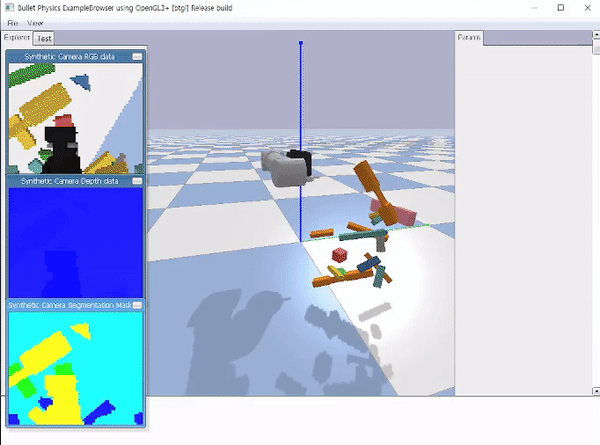 Bullet Physics ExampleBrowser using OpenGL3+ [btgl] Release build
File View
Explorer Test
Params
Synthetic Camera RGB data
Synthetic Camera Depth data
Synthetic Camera Segmentation Mask